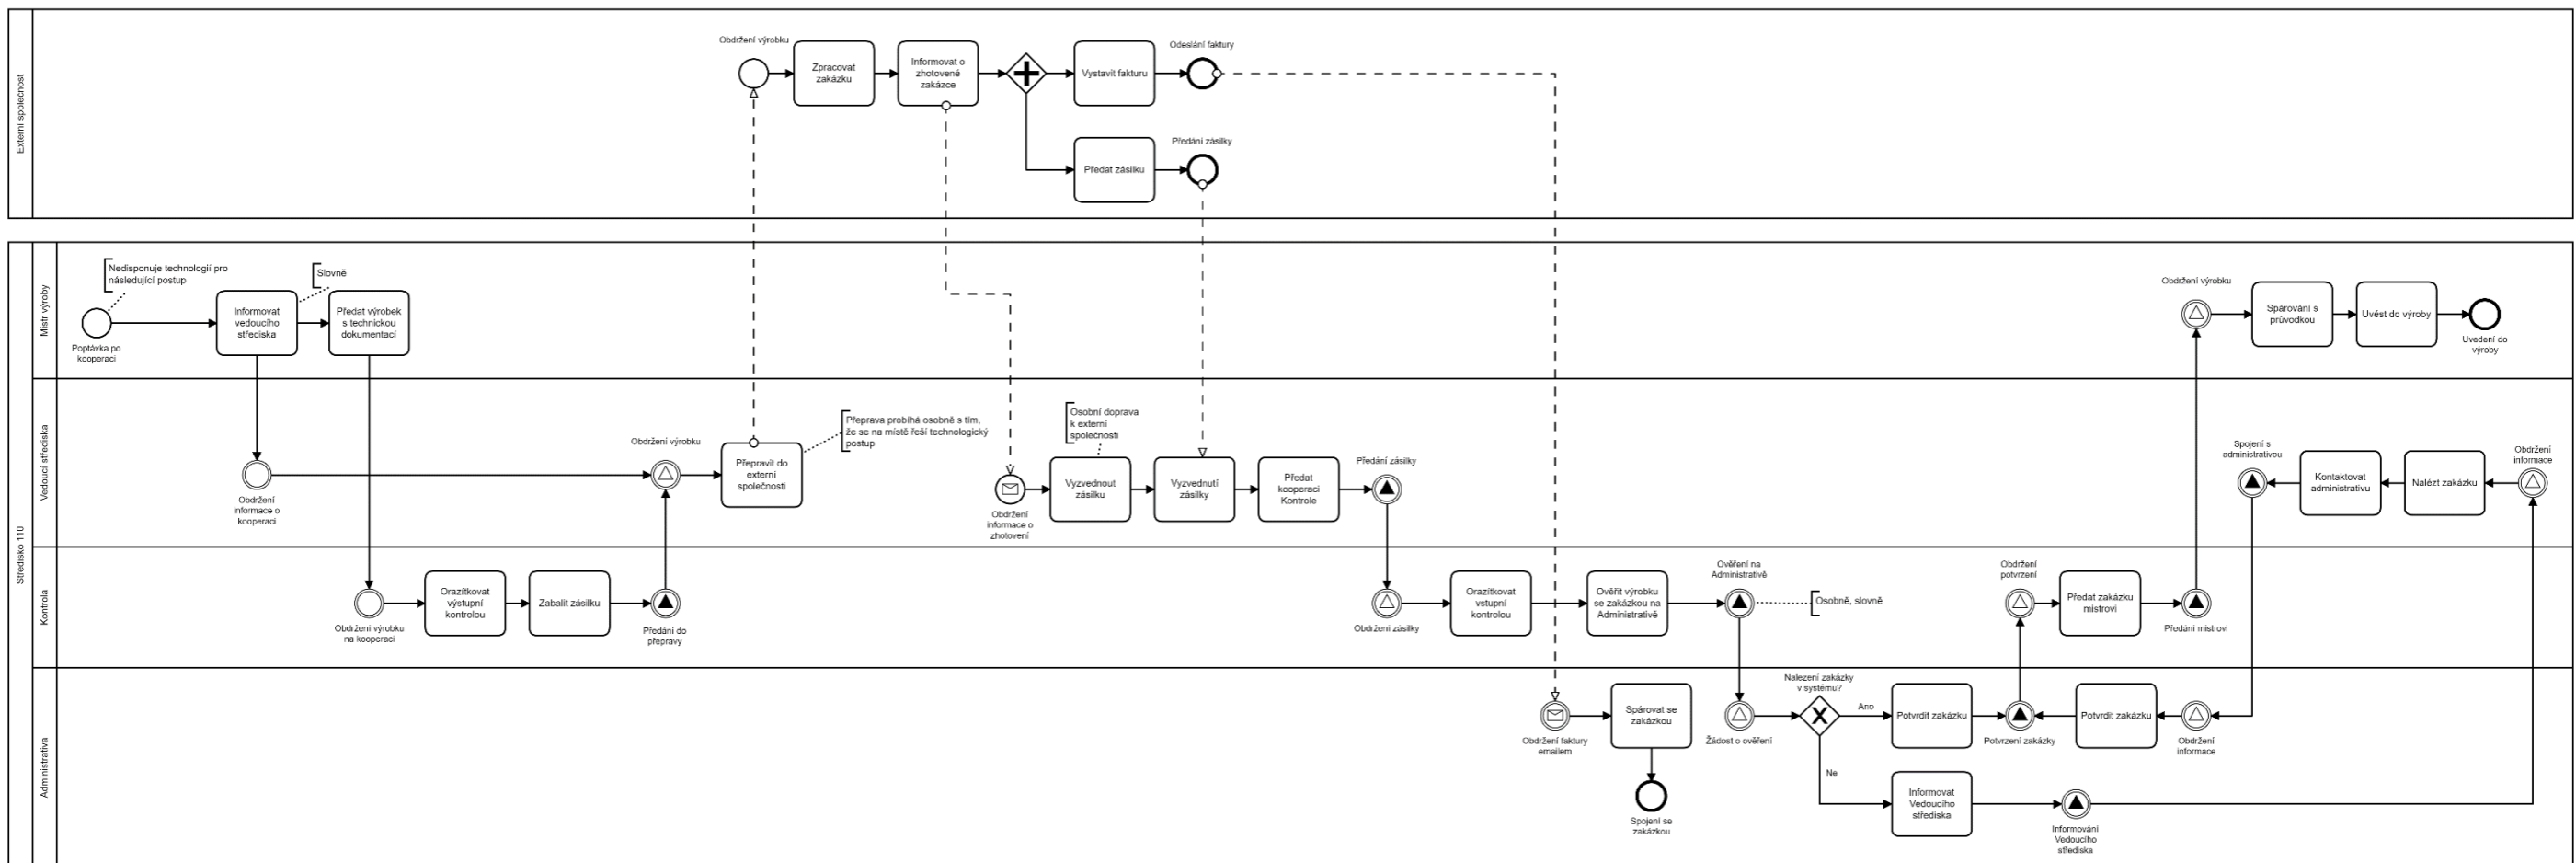 Externí společnost
Obdržení výrobku
Zpracovat
zakázku
Informovat o
zhotovené
zakázce
Vystavit fakturu
Odeslání faktury
Předat zásilku
Předání zásilky
Středisko 110
Mistr výroby
Nedisponuje technologií pro
následující postup
Poptávka po
kooperaci
Informovat
vedoucího
střediska
Slovně
Předat výrobek
s technickou
dokumentací
Obdržení výrobku
Spárování s
průvodkou
Uvést do výroby
Uvedení do
výroby
Vedoucí střediska
Obdržení
informace o
kooperaci
Obdržení výrobku
Přepravit do
externí
společnosti
Přeprava probíhá osobně s tím,
že se na místě řeší technologický
postup
Obdržení
informace o
zhotovení
Osobní doprava
k externí
společnosti
Vyzvednout
zásilku
Vyzvednutí
zásilky
Předat
kooperaci
Kontrole
Předání zásilky
Spojení s
administrativou
Kontaktovat
administrativu
Nalézt zakázku
Obdržení
informace
Kontrola
Obdržení výrobku
na kooperaci
Orazítkovat
výstupní
kontrolou
Zabalit zásilku
Předání do
přepravy
Obdržení zásilky
Orazítkovat
vstupní
kontrolou
Ověřit výrobku
se zakázkou na
Administrativě
Ověření na
Administrativě
Osobně, slovně
Obdržení
potvrzení
Předat zakázku
mistrovi
Předání mistrovi
Administrativa
Obdržení faktury
emailem
Spárovat se
zakázkou
Spojení se
zakázkou
Žádost o ověření
Nalezení zakázky
v systému?
Ano
Ne
Potvrdit zakázku
Potvrzení zakázky
Potvrdit zakázku
Obdržení
informace
Informovat
Vedoucího
střediska
Informování
Vedoucího
střediska